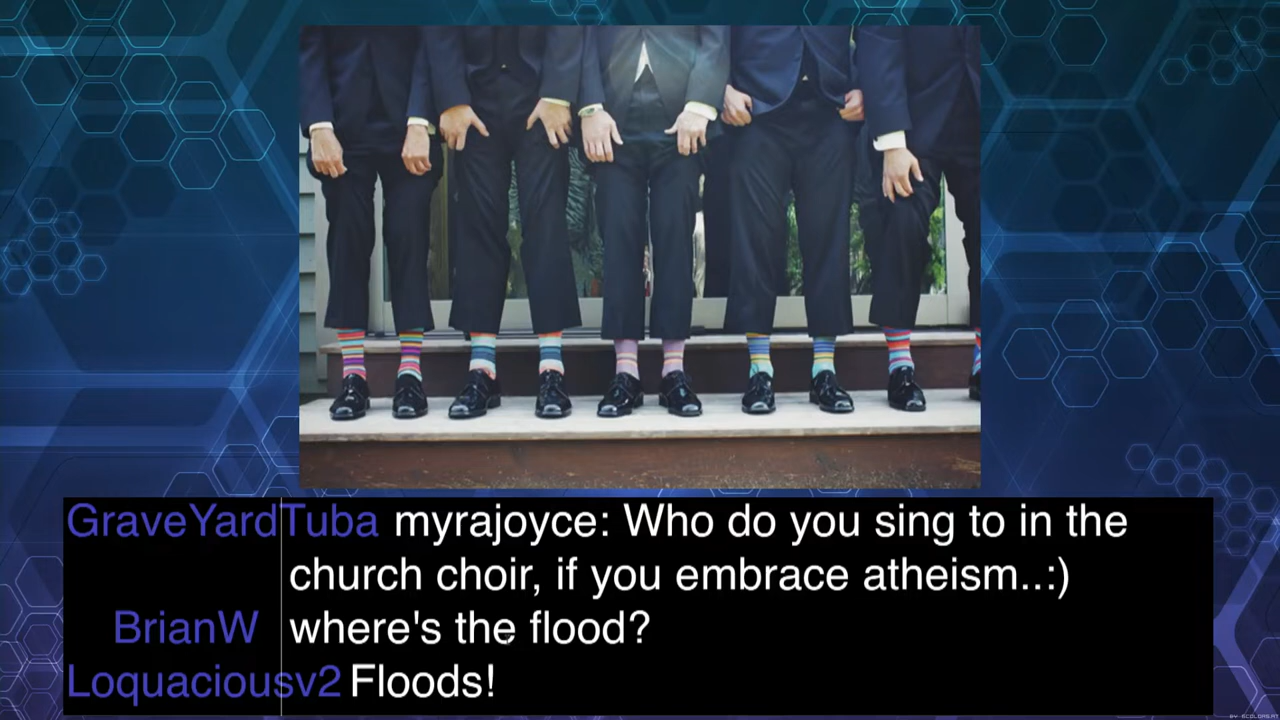 GraveYardTuba myrajoyce: Who do you sing to in the
church choir, if you embrace atheism..:)
BrianW where's the flood?
Loquaciousv2 Floods!